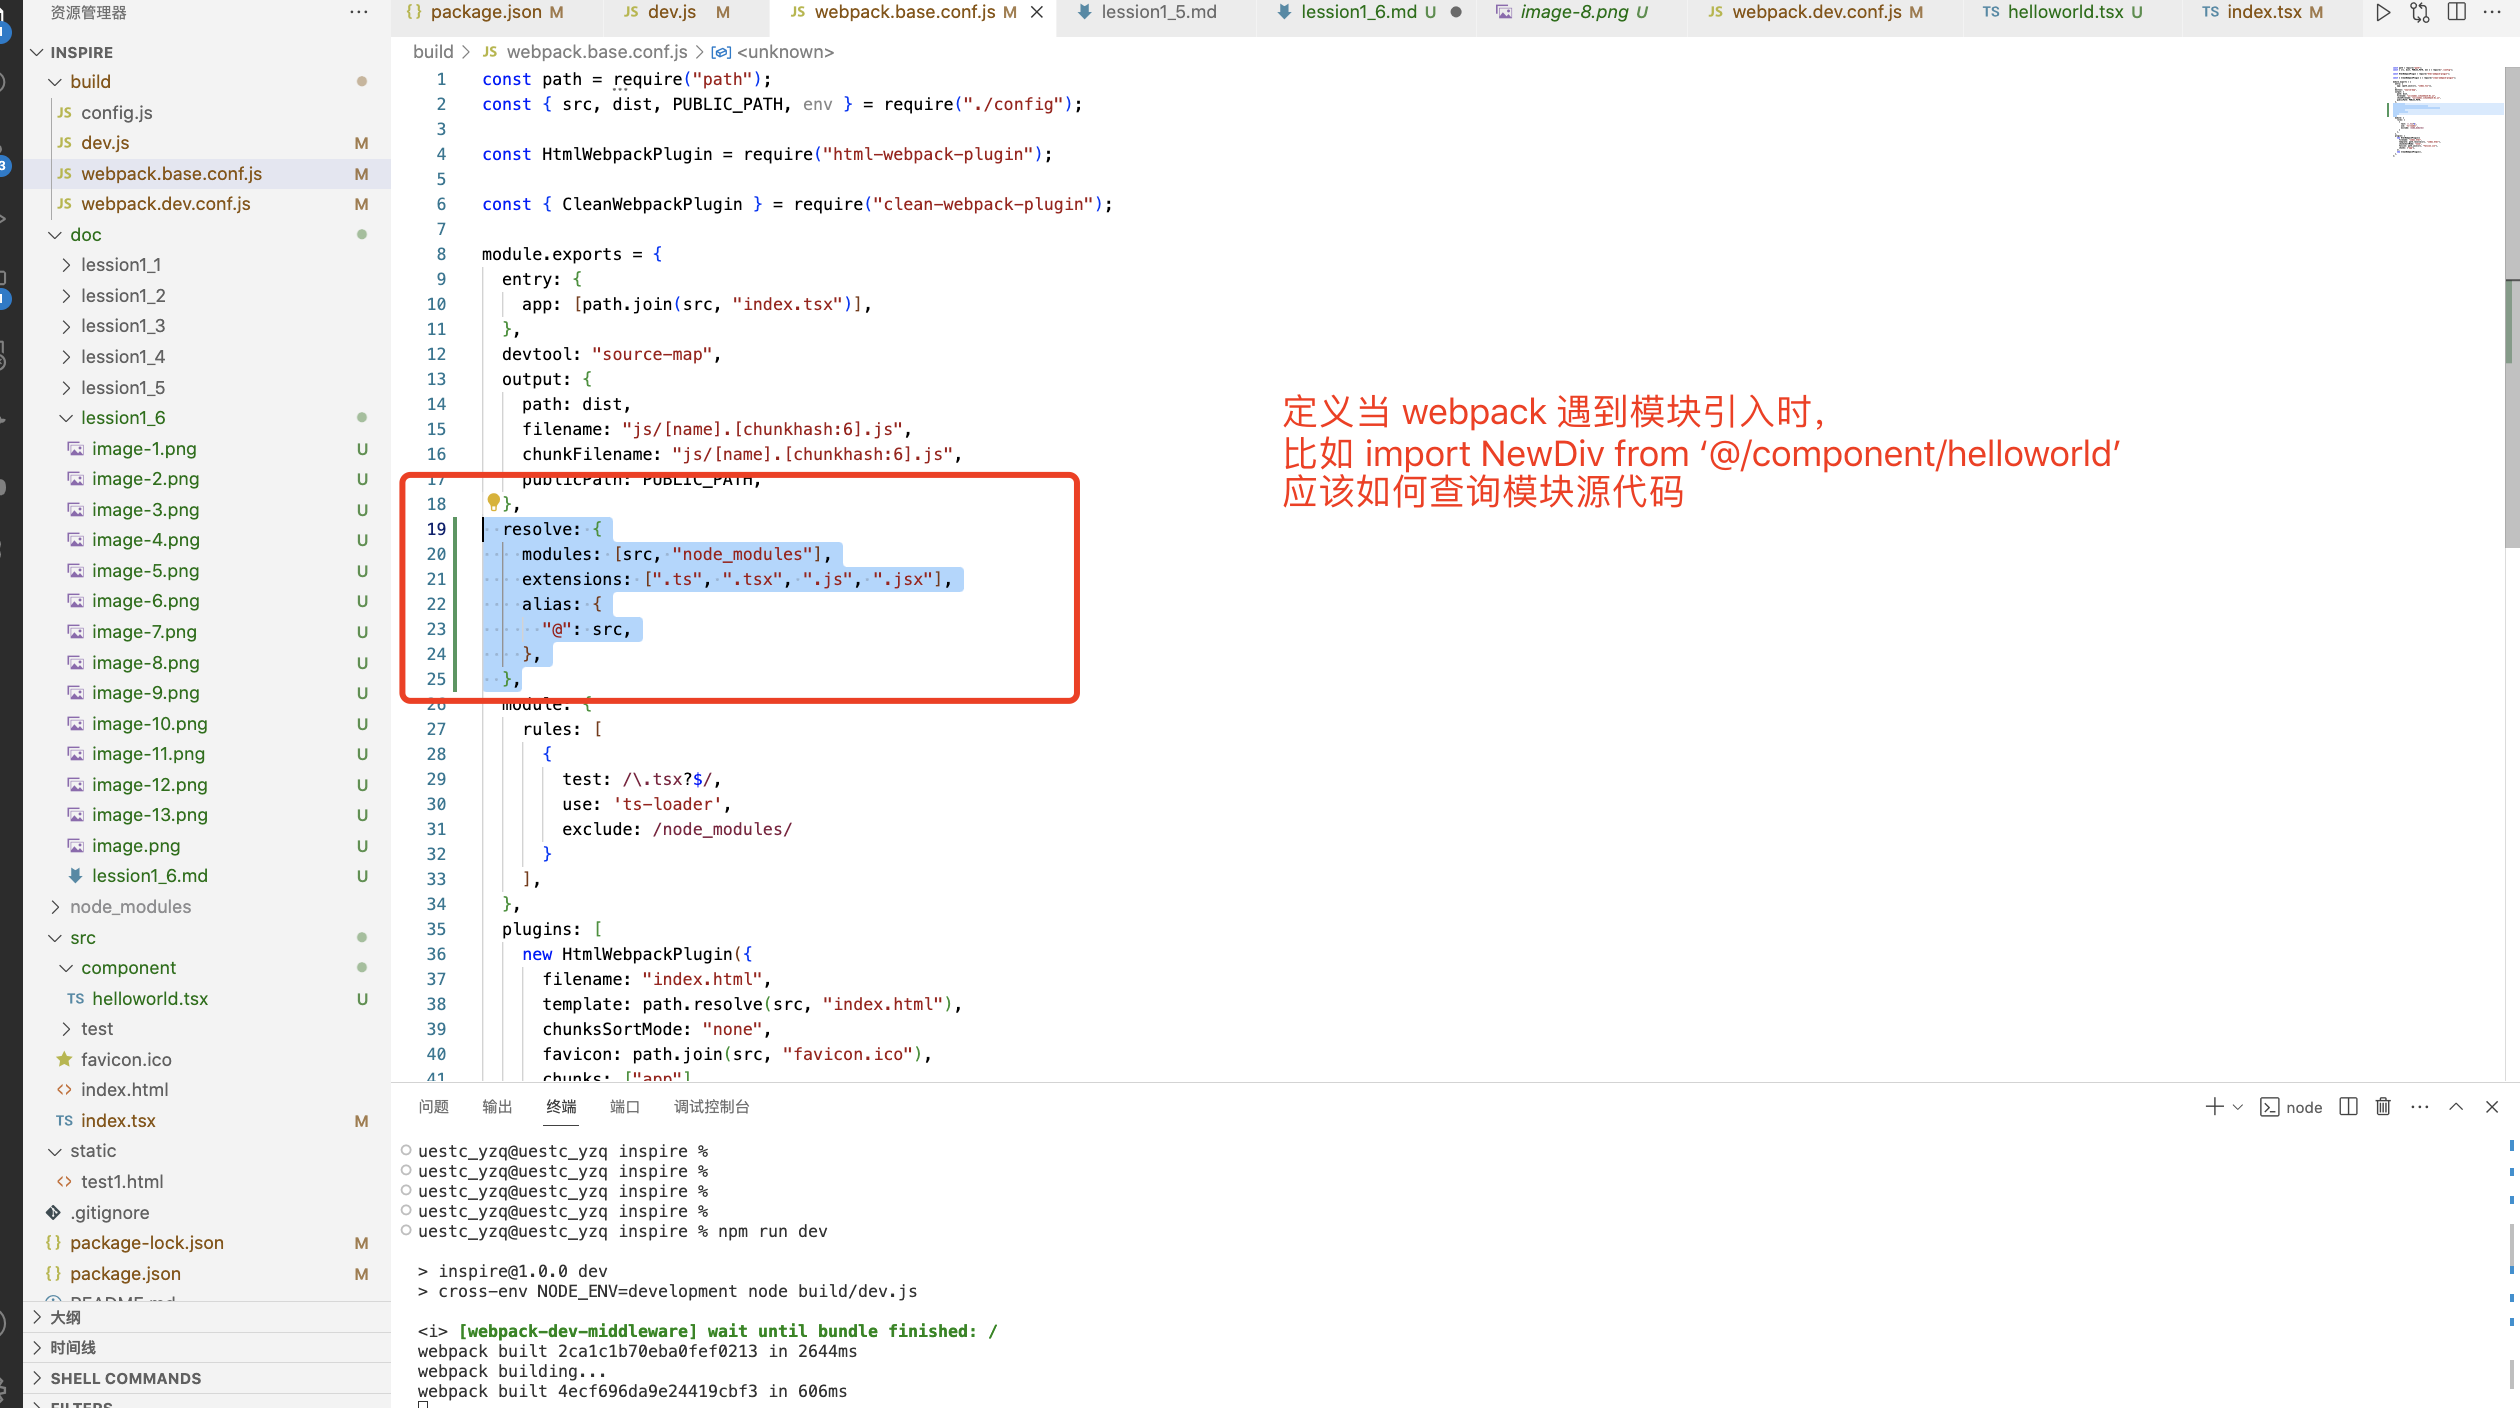 资源管理器
INSPIRE
build
JS config.js
JS dev.js M
JS webpack.base.conf.js M
JS webpack.dev.conf.js M
doc
lession1_1
lession1_2
lession1_3
lession1_4
lession1_5
lession1_6
image-1.png U
image-2.png U
image-3.png U
image-4.png U
image-5.png U
image-6.png U
image-7.png U
image-8.png U
image-9.png U
image-10.png U
image-11.png U
image-12.png U
image-13.png U
image.png U
lession1_6.md U
node_modules
src
component
TS helloworld.tsx U
test
favicon.ico
<> index.html
TS index.tsx M
static
<> test1.html
.gitignore
{} package-lock.json M
{} package.json M
README.md
大纲
时间线
SHELL COMMANDS
FILTERS
{} package.json M JS dev.js M JS webpack.base.conf.js M lession1_5.md lession1_6.md U image-8.png U JS webpack.dev.conf.js M TS helloworld.tsx U TS index.tsx M
build > JS webpack.base.conf.js > <unknown>
1 const path = require("path");
2 const { src, dist, PUBLIC_PATH, env } = require("./config");
3
4 const HtmlWebpackPlugin = require("html-webpack-plugin");
5
6 const { CleanWebpackPlugin } = require("clean-webpack-plugin");
7
8 module.exports = {
9 entry: {
10 app: [path.join(src, "index.tsx")],
11 },
12 devtool: "source-map",
13 output: {
14 path: dist,
15 filename: "js/[name].[chunkhash:6].js",
16 chunkFilename: "js/[name].[chunkhash:6].js",
17 publicPath: PUBLIC_PATH,
18 },
19 resolve: {
20 modules: [src, "node_modules"],
21 extensions: [".ts", ".tsx", ".js", ".jsx"],
22 alias: {
23 "@": src,
24 },
25 },
26 module: {
27 rules: [
28 {
29 test: /\.tsx?$/,
30 use: 'ts-loader',
31 exclude: /node_modules/
32 }
33 ],
34 },
35 plugins: [
36 new HtmlWebpackPlugin({
37 filename: "index.html",
38 template: path.resolve(src, "index.html"),
39 chunksSortMode: "none",
40 favicon: path.join(src, "favicon.ico"),
41 chunks: ["app"]
定义当 webpack 遇到模块引入时，
比如 import NewDiv from ‘@/component/helloworld’
应该如何查询模块源代码
问题 输出 终端 端口 调试控制台 node
uestc_yzq@uestc_yzq inspire %
uestc_yzq@uestc_yzq inspire %
uestc_yzq@uestc_yzq inspire %
uestc_yzq@uestc_yzq inspire %
uestc_yzq@uestc_yzq inspire % npm run dev
> inspire@1.0.0 dev
> cross-env NODE_ENV=development node build/dev.js
<i> [webpack-dev-middleware] wait until bundle finished: /
webpack built 2ca1c1b70eba0fef0213 in 2644ms
webpack building...
webpack built 4ecf696da9e24419cbf3 in 606ms